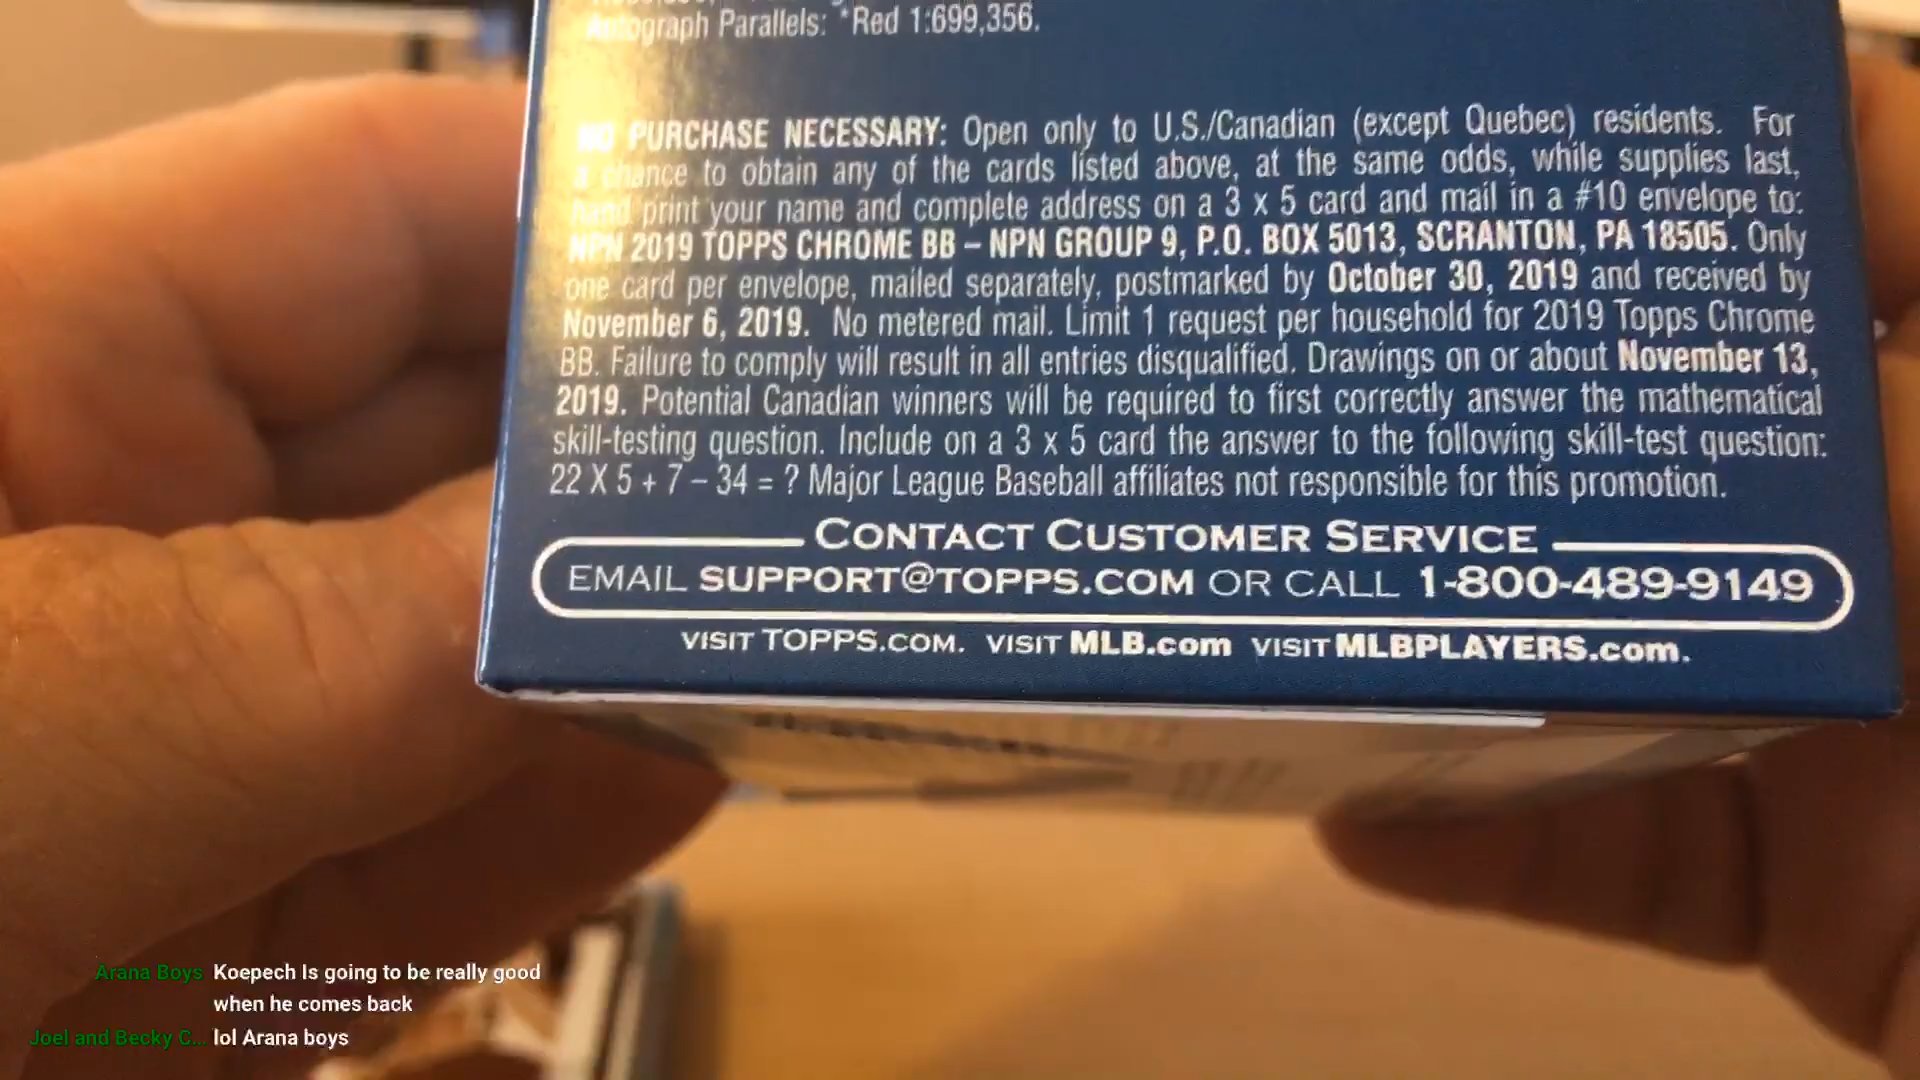 Autograph Parallels: *Red 1:699,356.
NO PURCHASE NECESSARY: Open only to U.S./Canadian (except Quebec) residents. For
a chance to obtain any of the cards listed above, at the same odds, while supplies last,
hand print your name and complete address on a 3 x 5 card and mail in a #10 envelope to:
NPN 2019 TOPPS CHROME BB – NPN GROUP 9, P.O. BOX 5013, SCRANTON, PA 18505. Only
one card per envelope, mailed separately, postmarked by October 30, 2019 and received by
November 6, 2019. No metered mail. Limit 1 request per household for 2019 Topps Chrome
BB. Failure to comply will result in all entries disqualified. Drawings on or about November 13,
2019. Potential Canadian winners will be required to first correctly answer the mathematical
skill-testing question. Include on a 3 x 5 card the answer to the following skill-test question:
22 X 5 + 7 – 34 = ? Major League Baseball affiliates not responsible for this promotion.
CONTACT CUSTOMER SERVICE
EMAIL SUPPORT@TOPPS.COM OR CALL 1-800-489-9149
VISIT TOPPS.COM. VISIT MLB.com VISIT MLBPLAYERS.com.
Arana Boys Koepech Is going to be really good
when he comes back
Joel and Becky C... lol Arana boys